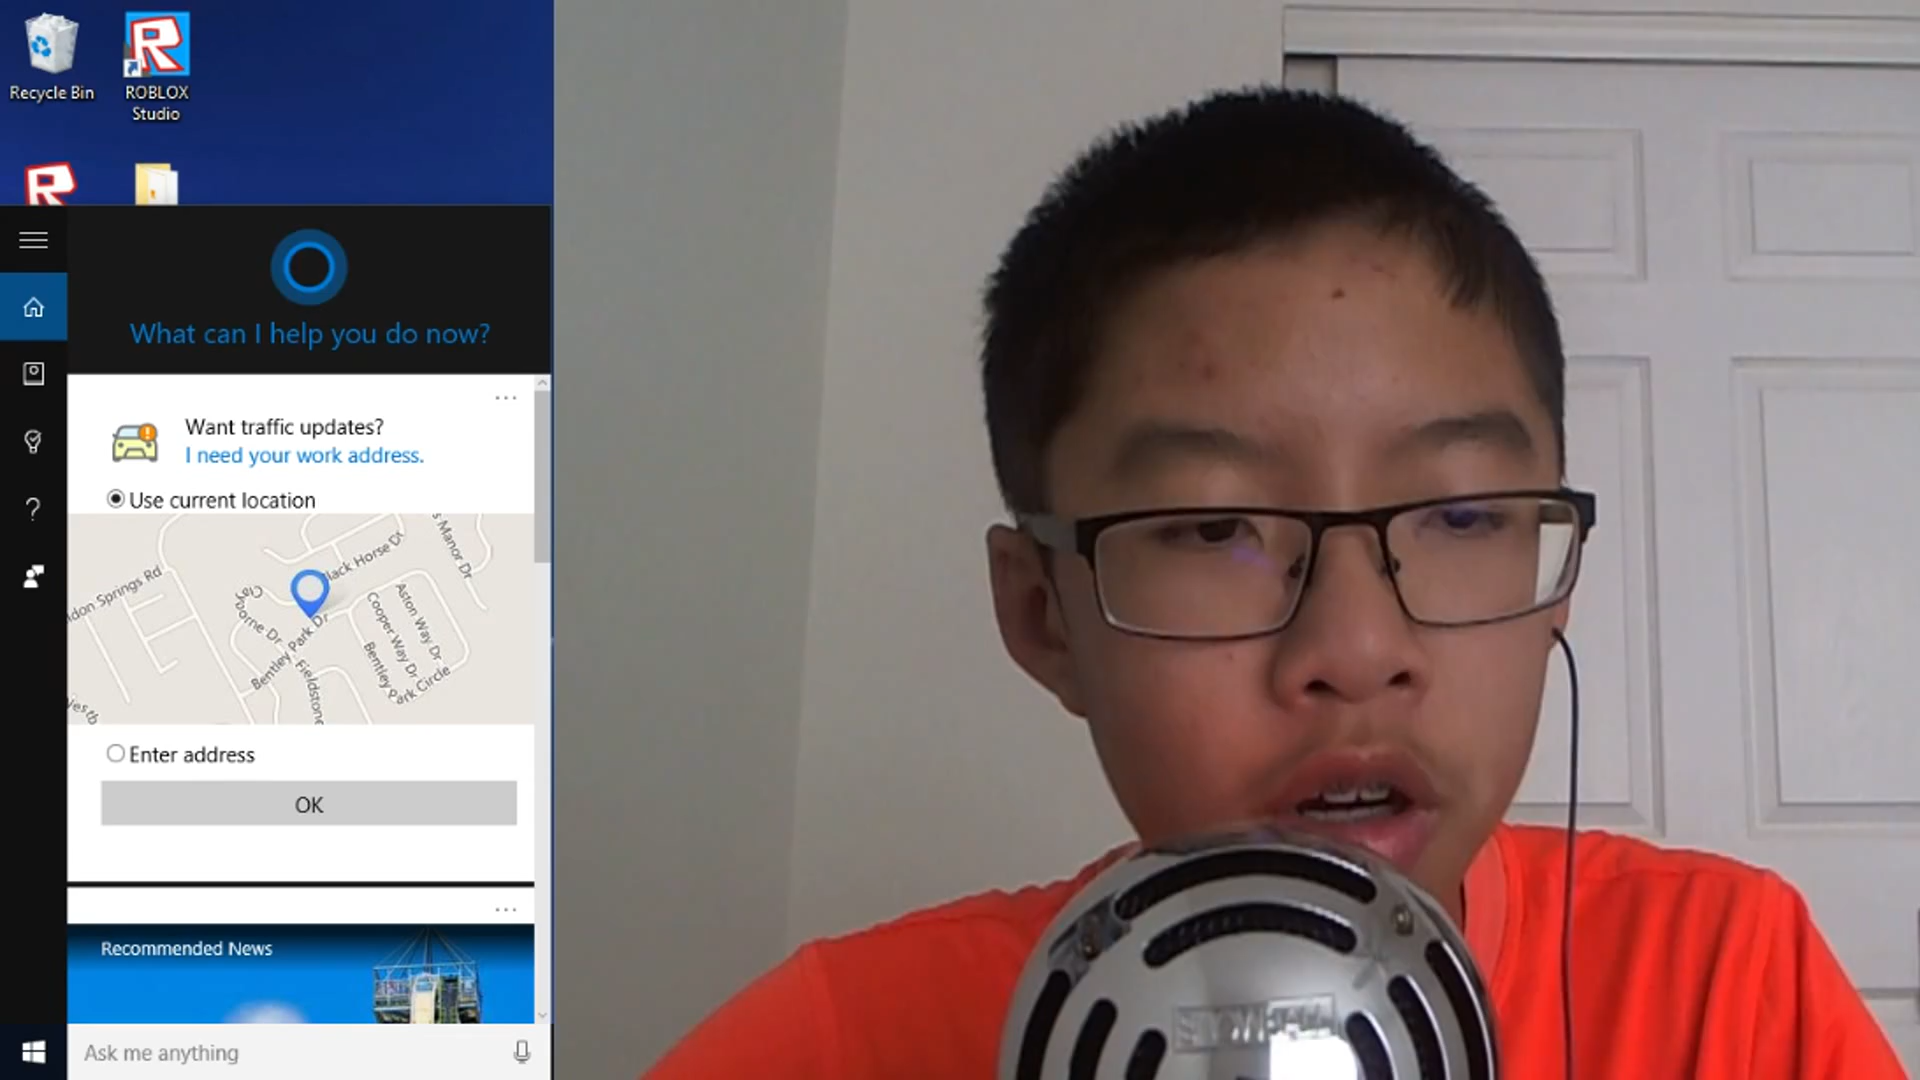 Recycle Bin
ROBLOX
Studio
What can I help you do now?
Want traffic updates?
I need your work address.
Use current location
Black Horse Dr
s Manor Dr
ldon Springs Rd
Aston Way Dr
Cooper Way Dr
Bentley Park Dr
Bentley Park Circle
Fieldstone
Enter address
OK
Recommended News
Ask me anything